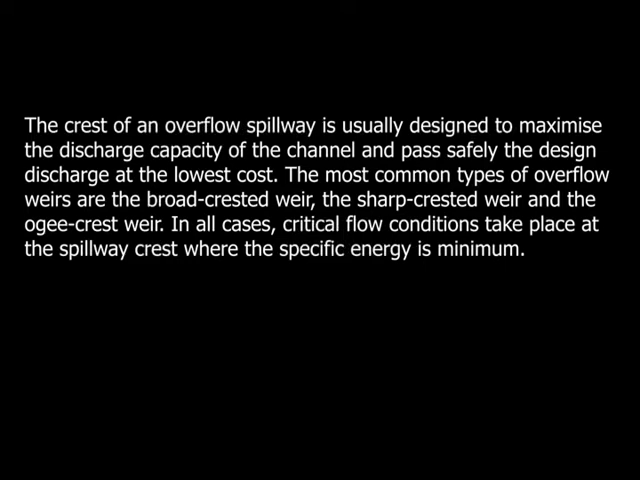 The crest of an overflow spillway is usually designed to maximise
the discharge capacity of the channel and pass safely the design
discharge at the lowest cost. The most common types of overflow
weirs are the broad-crested weir, the sharp-crested weir and the
ogee-crest weir. In all cases, critical flow conditions take place at
the spillway crest where the specific energy is minimum.